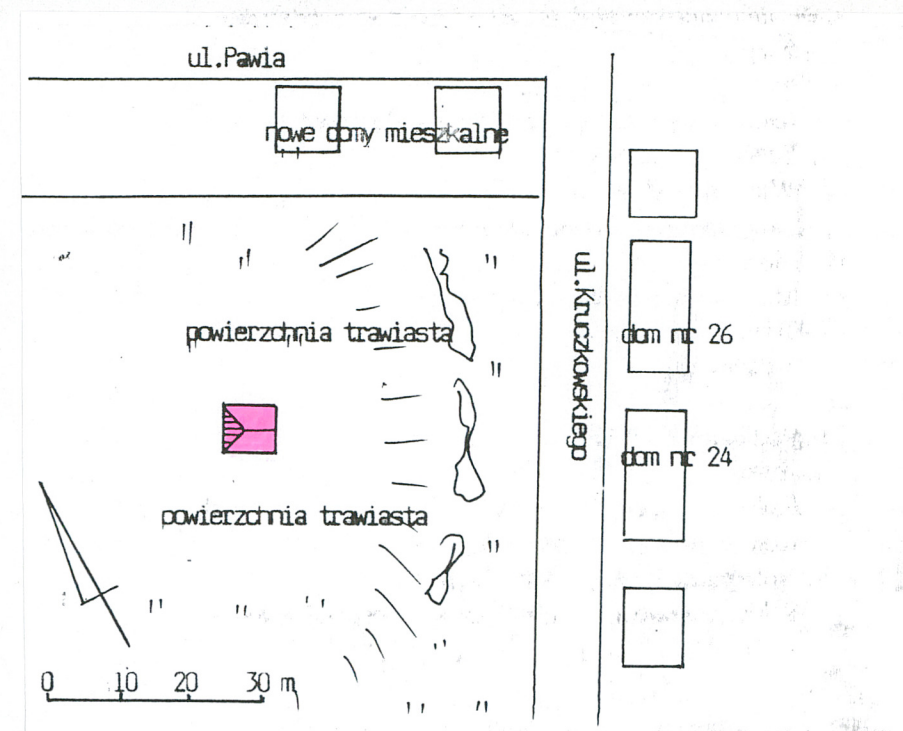 ul.Pawia
nowe domy mieszkalne
powierzchnia trawiasta
ul.Kruczkowskiego
dom nr 26
dom nr 24
powierzchnia trawiasta
0 10 20 30 m